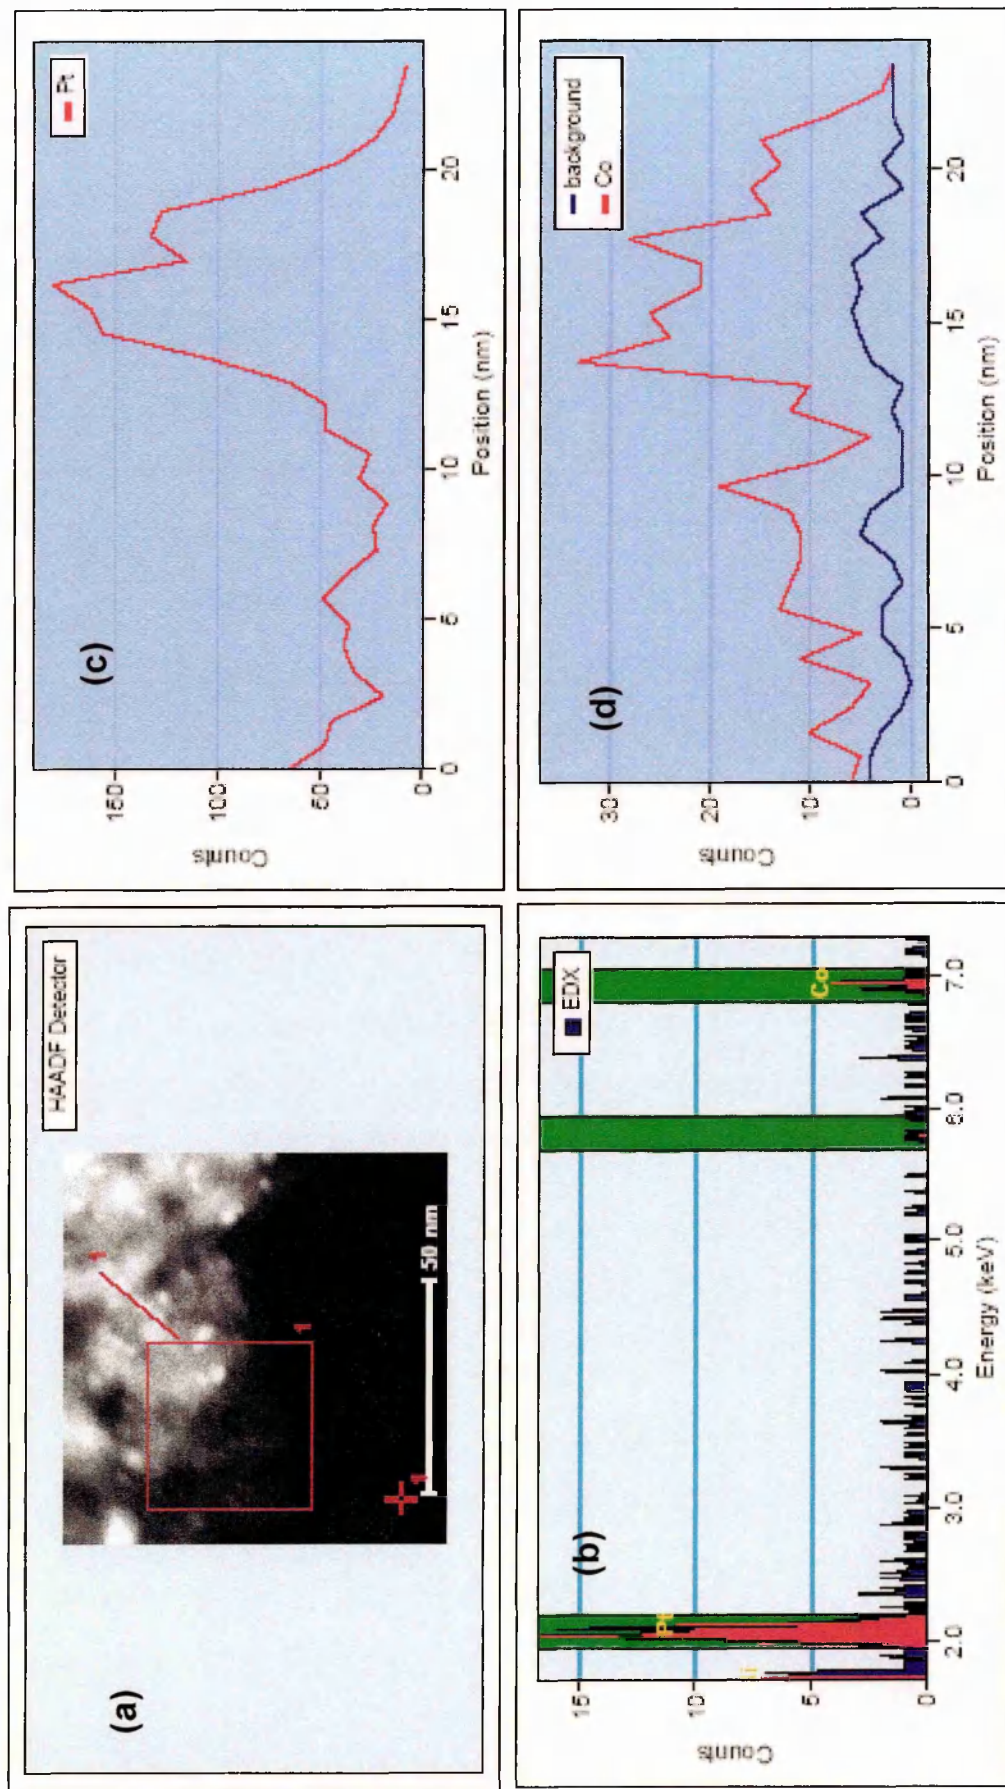 (a)
HAADF Detector
1
1
1
50 nm
(b)
EDX
Pt
Co
Counts
15
10
5
0
2.0
3.0
4.0
5.0
6.0
7.0
Energy (keV)
(c)
Pt
Counts
150
100
50
0
0
5
10
15
20
Position (nm)
(d)
background
Co
Counts
30
20
10
0
0
5
10
15
20
Position (nm)